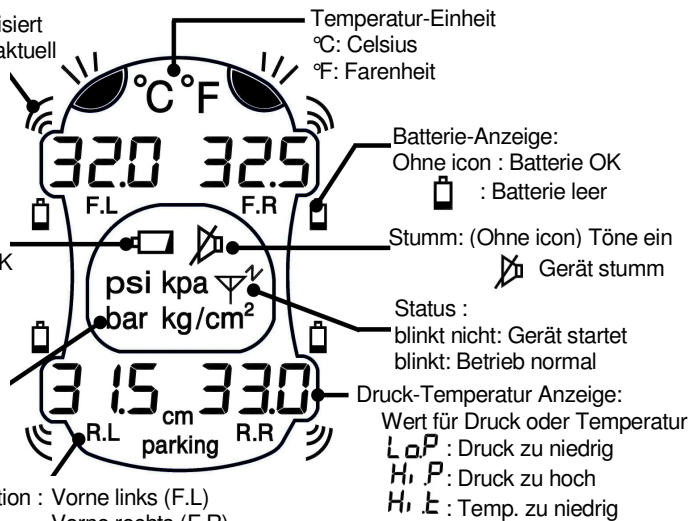 isiert
aktuell
Temperatur-Einheit
°C: Celsius
°F: Farenheit
°C °F
32.0 32.5
F.L F.R
Batterie-Anzeige:
Ohne icon : Batterie OK
: Batterie leer
Stumm: (Ohne icon) Töne ein
Gerät stumm
K
psi kpa
bar kg/cm²
Status :
blinkt nicht: Gerät startet
blinkt: Betrieb normal
31.5 33.0
R.L cm R.R
parking
Druck-Temperatur Anzeige:
Wert für Druck oder Temperatur
Lo.P : Druck zu niedrig
Hi.P : Druck zu hoch
Hi.t : Temp. zu niedrig
tion : Vorne links (F.L)
Vorne rechts (F.R)